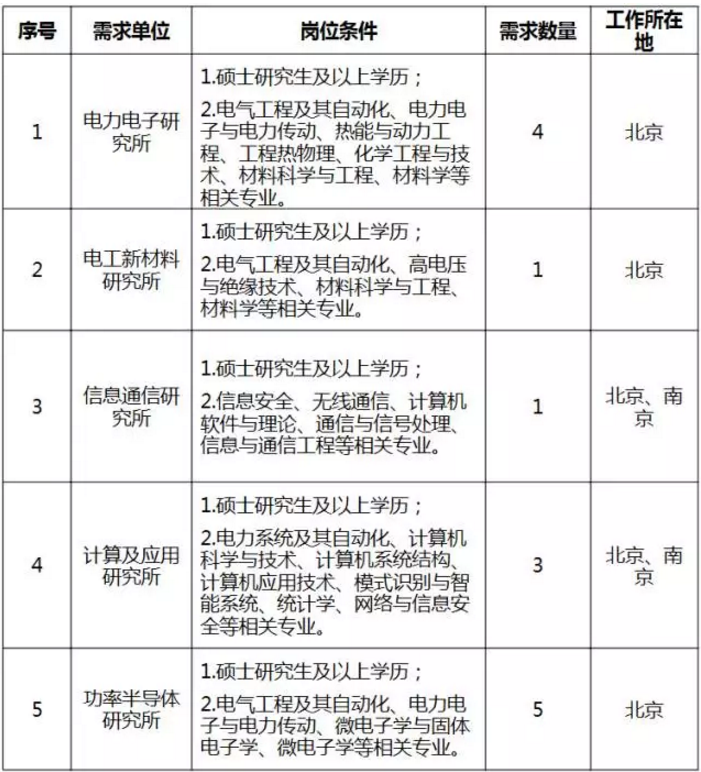 序号
需求单位
岗位条件
需求数量
工作所在
地
1
电力电子研
究所
1.硕士研究生及以上学历；
2.电气工程及其自动化、电力电
子与电力传动、热能与动力工
程、工程热物理、化学工程与技
术、材料科学与工程、材料学等
相关专业。
4
北京
2
电工新材料
研究所
1.硕士研究生及以上学历；
2.电气工程及其自动化、高电压
与绝缘技术、材料科学与工程、
材料学等相关专业。
1
北京
3
信息通信研
究所
1.硕士研究生及以上学历；
2.信息安全、无线通信、计算机
软件与理论、通信与信号处理、
信息与通信工程等相关专业。
1
北京、南
京
4
计算及应用
研究所
1.硕士研究生及以上学历；
2.电力系统及其自动化、计算机
科学与技术、计算机系统结构、
计算机应用技术、模式识别与智
能系统、统计学、网络与信息安
全等相关专业。
3
北京、南
京
5
功率半导体
研究所
1.硕士研究生及以上学历；
2.电气工程及其自动化、电力电
子与电力传动、微电子学与固体
电子学、微电子学等相关专业。
5
北京